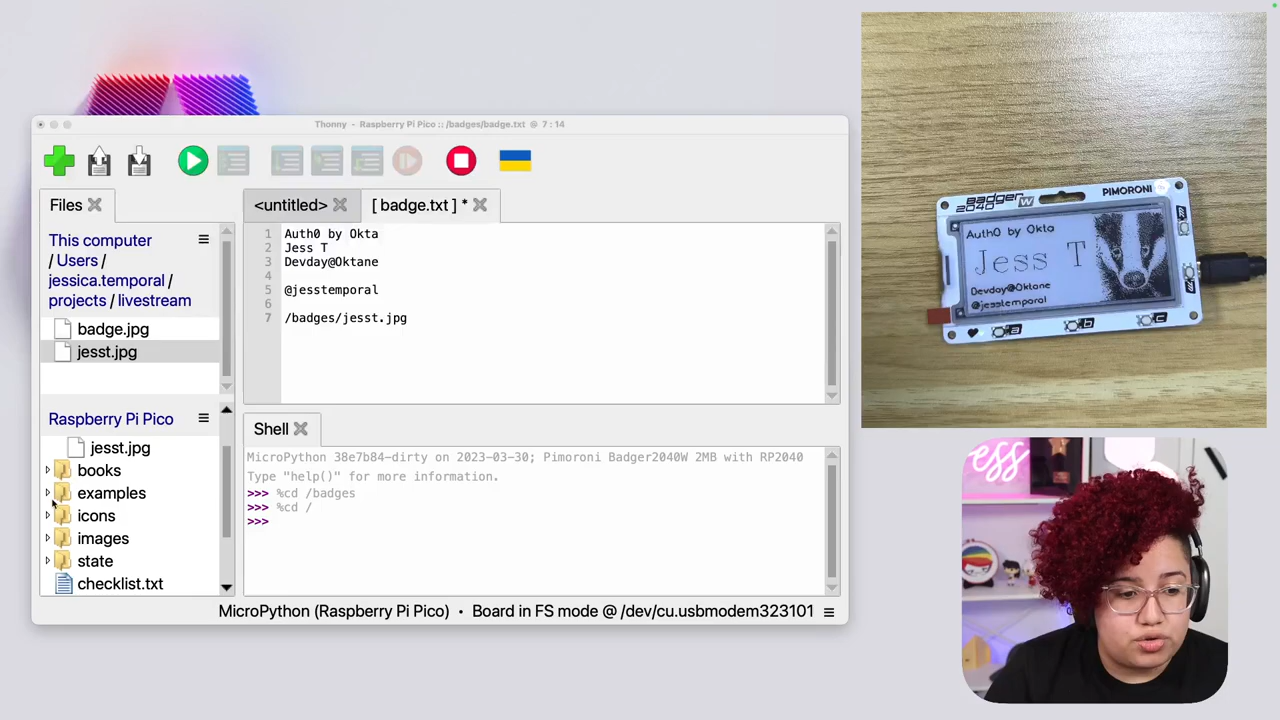 Thonny - Raspberry Pi Pico :: /badges/badge.txt @ 7 : 14
Files
<untitled>
[ badge.txt ] *
This computer
/ Users /
jessica.temporal /
projects / livestream
badge.jpg
jesst.jpg
1 Auth0 by Okta
2 Jess T
3 Devday@Oktane
4
5 @jesstemporal
6
7 /badges/jesst.jpg
Raspberry Pi Pico
jesst.jpg
books
examples
icons
images
state
checklist.txt
Shell
MicroPython 38e7b84-dirty on 2023-03-30; Pimoroni Badger2040W 2MB with RP2040
Type "help()" for more information.
>>> %cd /badges
>>> %cd /
>>>
MicroPython (Raspberry Pi Pico) • Board in FS mode @ /dev/cu.usbmodem323101
badger
2040 W
PIMORONI
Auth0 by Okta
Jess T
Devday@Oktane
@jesstemporal
a
b
c
ess